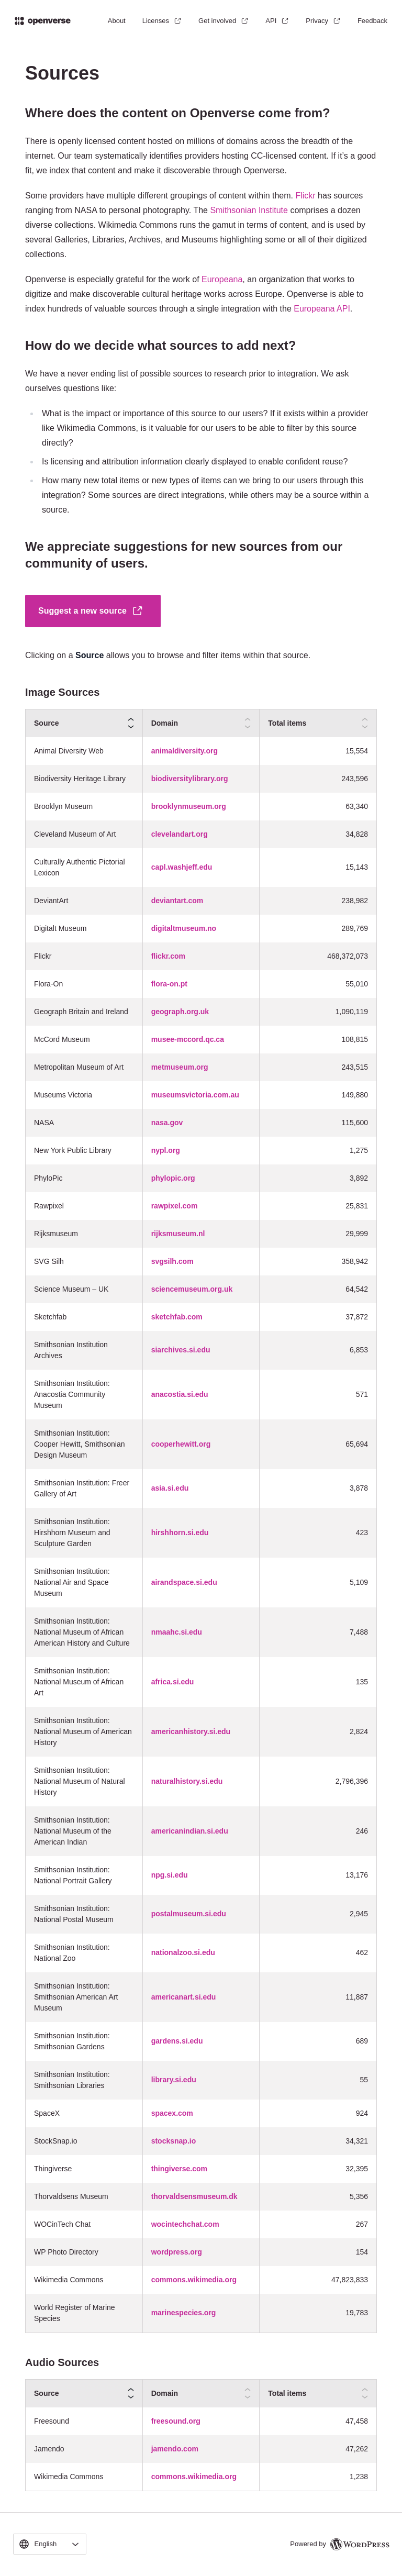 openverse About Licenses Get involved API Privacy Feedback
Sources
Where does the content on Openverse come from?
There is openly licensed content hosted on millions of domains across the breadth of the
internet. Our team systematically identifies providers hosting CC-licensed content. If it's a good
fit, we index that content and make it discoverable through Openverse.
Some providers have multiple different groupings of content within them. Flickr has sources
ranging from NASA to personal photography. The Smithsonian Institute comprises a dozen
diverse collections. Wikimedia Commons runs the gamut in terms of content, and is used by
several Galleries, Libraries, Archives, and Museums highlighting some or all of their digitized
collections.
Openverse is especially grateful for the work of Europeana, an organization that works to
digitize and make discoverable cultural heritage works across Europe. Openverse is able to
index hundreds of valuable sources through a single integration with the Europeana API.
How do we decide what sources to add next?
We have a never ending list of possible sources to research prior to integration. We ask
ourselves questions like:
What is the impact or importance of this source to our users? If it exists within a provider
like Wikimedia Commons, is it valuable for our users to be able to filter by this source
directly?
Is licensing and attribution information clearly displayed to enable confident reuse?
How many new total items or new types of items can we bring to our users through this
integration? Some sources are direct integrations, while others may be a source within a
source.
We appreciate suggestions for new sources from our
community of users.
Suggest a new source
Clicking on a Source allows you to browse and filter items within that source.
Image Sources
Source Domain Total items
Animal Diversity Web animaldiversity.org 15,554
Biodiversity Heritage Library biodiversitylibrary.org 243,596
Brooklyn Museum brooklynmuseum.org 63,340
Cleveland Museum of Art clevelandart.org 34,828
Culturally Authentic Pictorial
Lexicon capl.washjeff.edu 15,143
DeviantArt deviantart.com 238,982
Digitalt Museum digitaltmuseum.no 289,769
Flickr flickr.com 468,372,073
Flora-On flora-on.pt 55,010
Geograph Britain and Ireland geograph.org.uk 1,090,119
McCord Museum musee-mccord.qc.ca 108,815
Metropolitan Museum of Art metmuseum.org 243,515
Museums Victoria museumsvictoria.com.au 149,880
NASA nasa.gov 115,600
New York Public Library nypl.org 1,275
PhyloPic phylopic.org 3,892
Rawpixel rawpixel.com 25,831
Rijksmuseum rijksmuseum.nl 29,999
SVG Silh svgsilh.com 358,942
Science Museum – UK sciencemuseum.org.uk 64,542
Sketchfab sketchfab.com 37,872
Smithsonian Institution
Archives siarchives.si.edu 6,853
Smithsonian Institution:
Anacostia Community
Museum anacostia.si.edu 571
Smithsonian Institution:
Cooper Hewitt, Smithsonian
Design Museum cooperhewitt.org 65,694
Smithsonian Institution: Freer
Gallery of Art asia.si.edu 3,878
Smithsonian Institution:
Hirshhorn Museum and
Sculpture Garden hirshhorn.si.edu 423
Smithsonian Institution:
National Air and Space
Museum airandspace.si.edu 5,109
Smithsonian Institution:
National Museum of African
American History and Culture nmaahc.si.edu 7,488
Smithsonian Institution:
National Museum of African
Art africa.si.edu 135
Smithsonian Institution:
National Museum of American
History americanhistory.si.edu 2,824
Smithsonian Institution:
National Museum of Natural
History naturalhistory.si.edu 2,796,396
Smithsonian Institution:
National Museum of the
American Indian americanindian.si.edu 246
Smithsonian Institution:
National Portrait Gallery npg.si.edu 13,176
Smithsonian Institution:
National Postal Museum postalmuseum.si.edu 2,945
Smithsonian Institution:
National Zoo nationalzoo.si.edu 462
Smithsonian Institution:
Smithsonian American Art
Museum americanart.si.edu 11,887
Smithsonian Institution:
Smithsonian Gardens gardens.si.edu 689
Smithsonian Institution:
Smithsonian Libraries library.si.edu 55
SpaceX spacex.com 924
StockSnap.io stocksnap.io 34,321
Thingiverse thingiverse.com 32,395
Thorvaldsens Museum thorvaldsensmuseum.dk 5,356
WOCinTech Chat wocintechchat.com 267
WP Photo Directory wordpress.org 154
Wikimedia Commons commons.wikimedia.org 47,823,833
World Register of Marine
Species marinespecies.org 19,783
Audio Sources
Source Domain Total items
Freesound freesound.org 47,458
Jamendo jamendo.com 47,262
Wikimedia Commons commons.wikimedia.org 1,238
English Powered by WORDPRESS